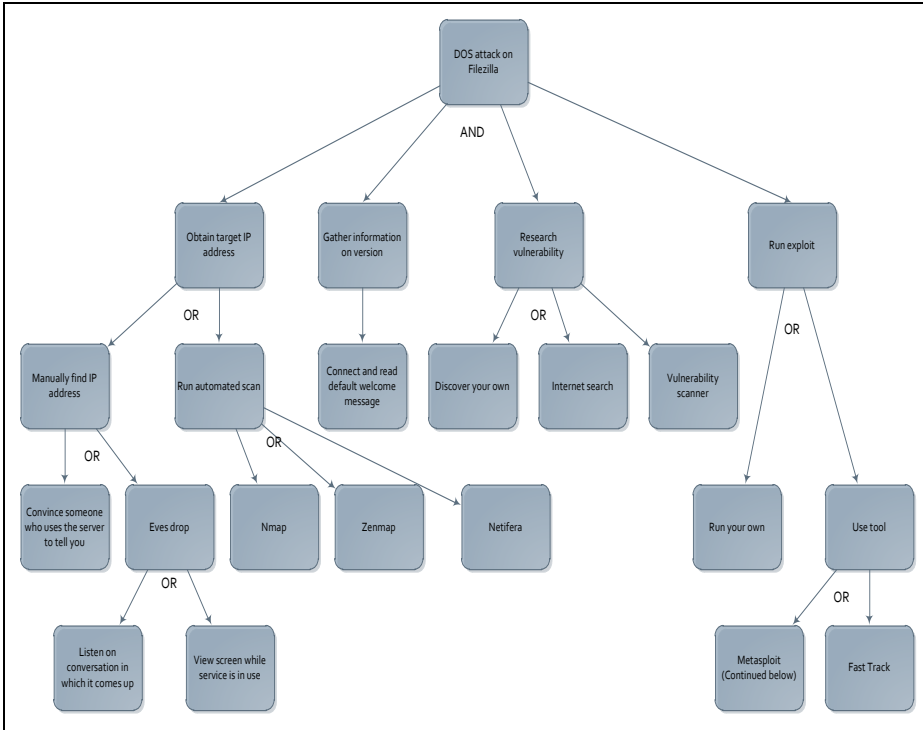 DOS attack on
Filezilla
AND
Obtain target IP
address
Gather information
on version
Research
vulnerability
Run exploit
OR
OR
OR
Manually find IP
address
Run automated scan
Connect and read
default welcome
message
Discover your own
Internet search
Vulnerability
scanner
OR
OR
Convince someone
who uses the server
to tell you
Eves drop
Nmap
Zenmap
Netifera
Run your own
Use tool
OR
OR
Listen on
conversation in
which it comes up
View screen while
service is in use
Metasploit
(Continued below)
Fast Track